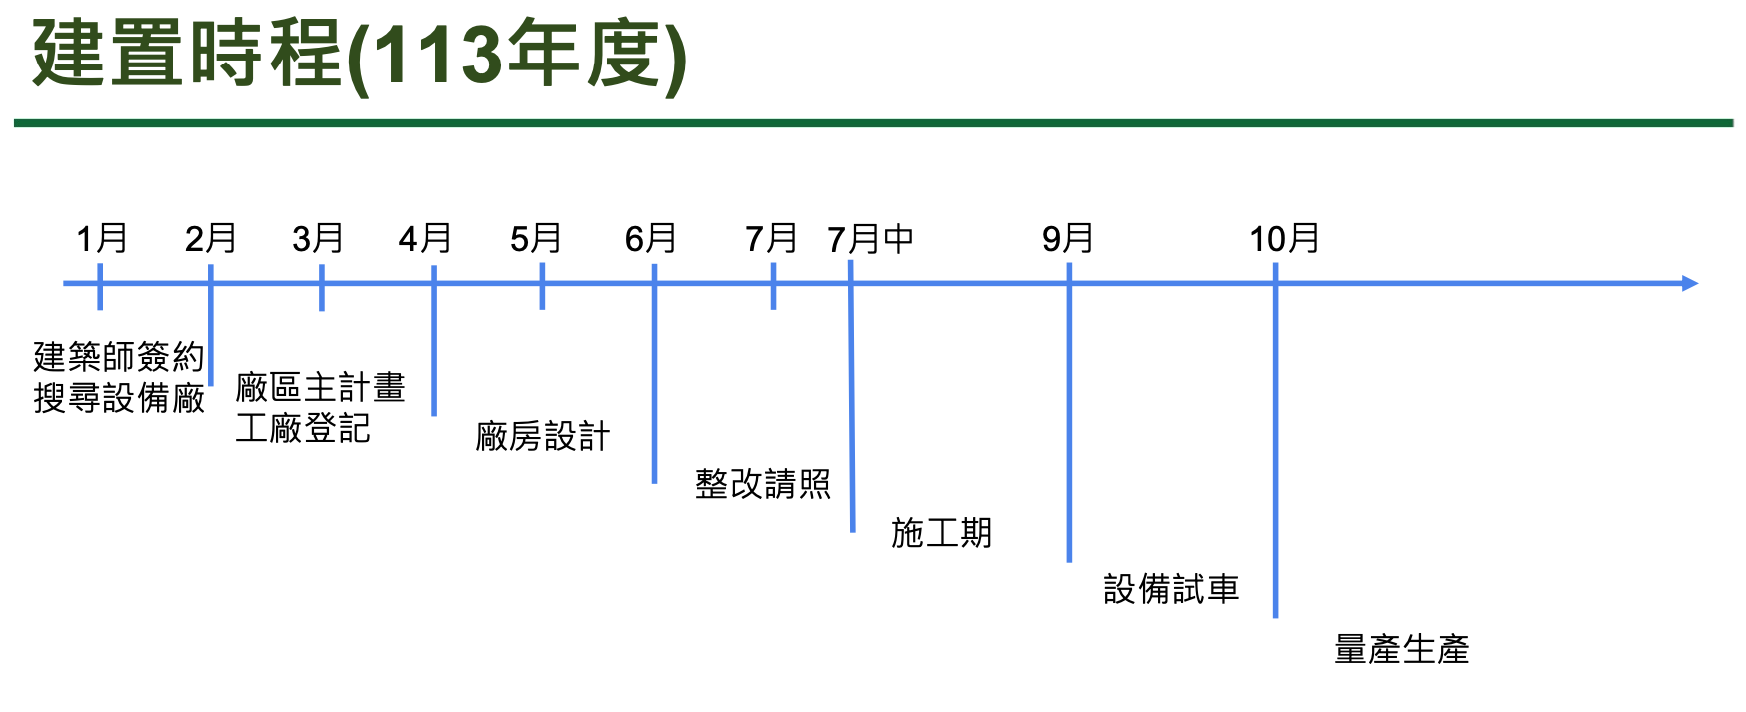 建置時程(113年度)
1月 2月 3月 4月 5月 6月 7月 7月中 9月 10月
建築師簽約
搜尋設備廠
廠區主計畫
工廠登記
廠房設計
整改請照
施工期
設備試車
量產生產